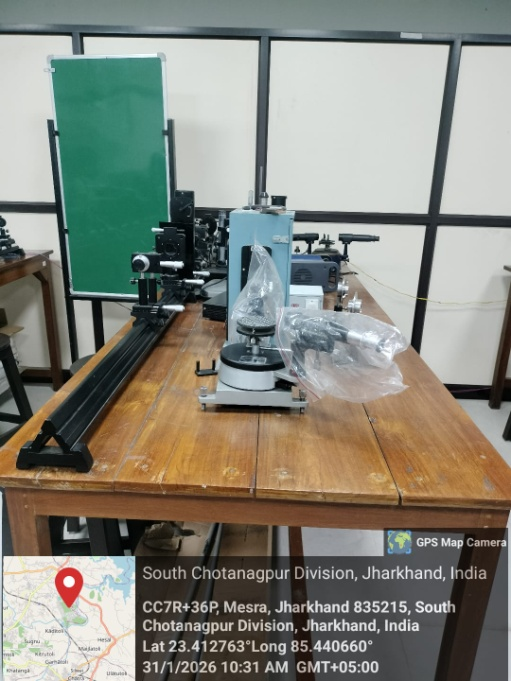 GPS Map Camera
South Chotanagpur Division, Jharkhand, India
CC7R+36P, Mesra, Jharkhand 835215, South
Chotanagpur Division, Jharkhand, India
Lat 23.412763° Long 85.440660°
31/1/2026 10:31 AM GMT+05:00